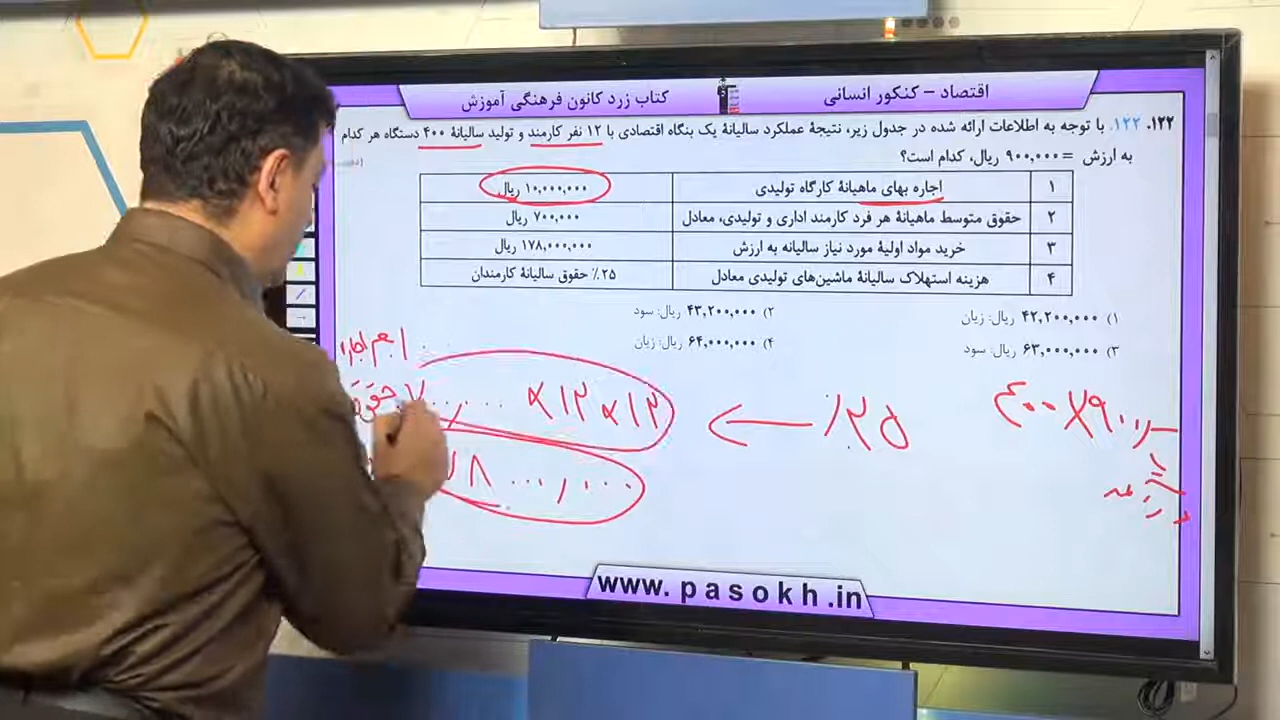 اقتصاد – کنکور انسانی
کتاب زرد کانون فرهنگی آموزش
۱۲۲. ۱۲۲. با توجه به اطلاعات ارائه شده در جدول زیر، نتیجهٔ عملکرد سالیانهٔ یک بنگاه اقتصادی با ۱۲ نفر کارمند و تولید سالیانهٔ ۴۰۰ دستگاه هر کدام
به ارزش = ۹۰۰,۰۰۰ ریال، کدام است؟
۱ اجاره بهای ماهیانهٔ کارگاه تولیدی ۱۰,۰۰۰,۰۰۰ ریال
۲ حقوق متوسط ماهیانهٔ هر فرد کارمند اداری و تولیدی، معادل ۷۰۰,۰۰۰ ریال
۳ خرید مواد اولیهٔ مورد نیاز سالیانه به ارزش ۱۷۸,۰۰۰,۰۰۰ ریال
۴ هزینه استهلاک سالیانهٔ ماشین‌های تولیدی معادل ۲۵٪ حقوق سالیانهٔ کارمندان
۱) ۴۲,۲۰۰,۰۰۰ ریال: زیان
۲) ۴۳,۲۰۰,۰۰۰ ریال: سود
۳) ۶۳,۰۰۰,۰۰۰ ریال: سود
۴) ۶۴,۰۰۰,۰۰۰ ریال: زیان
×۱۲×۱۲
٪۲۵
www.pasokh.in